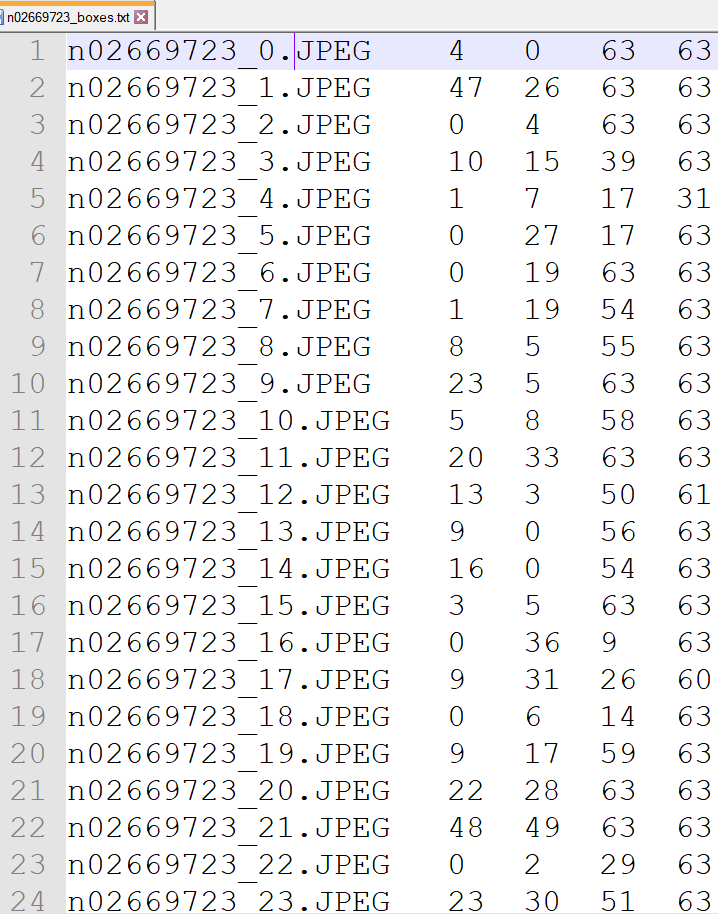 n02669723_boxes.txt
1 n02669723_0.JPEG 4 0 63 63
2 n02669723_1.JPEG 47 26 63 63
3 n02669723_2.JPEG 0 4 63 63
4 n02669723_3.JPEG 10 15 39 63
5 n02669723_4.JPEG 1 7 17 31
6 n02669723_5.JPEG 0 27 17 63
7 n02669723_6.JPEG 0 19 63 63
8 n02669723_7.JPEG 1 19 54 63
9 n02669723_8.JPEG 8 5 55 63
10 n02669723_9.JPEG 23 5 63 63
11 n02669723_10.JPEG 5 8 58 63
12 n02669723_11.JPEG 20 33 63 63
13 n02669723_12.JPEG 13 3 50 61
14 n02669723_13.JPEG 9 0 56 63
15 n02669723_14.JPEG 16 0 54 63
16 n02669723_15.JPEG 3 5 63 63
17 n02669723_16.JPEG 0 36 9 63
18 n02669723_17.JPEG 9 31 26 60
19 n02669723_18.JPEG 0 6 14 63
20 n02669723_19.JPEG 9 17 59 63
21 n02669723_20.JPEG 22 28 63 63
22 n02669723_21.JPEG 48 49 63 63
23 n02669723_22.JPEG 0 2 29 63
24 n02669723_23.JPEG 23 30 51 63